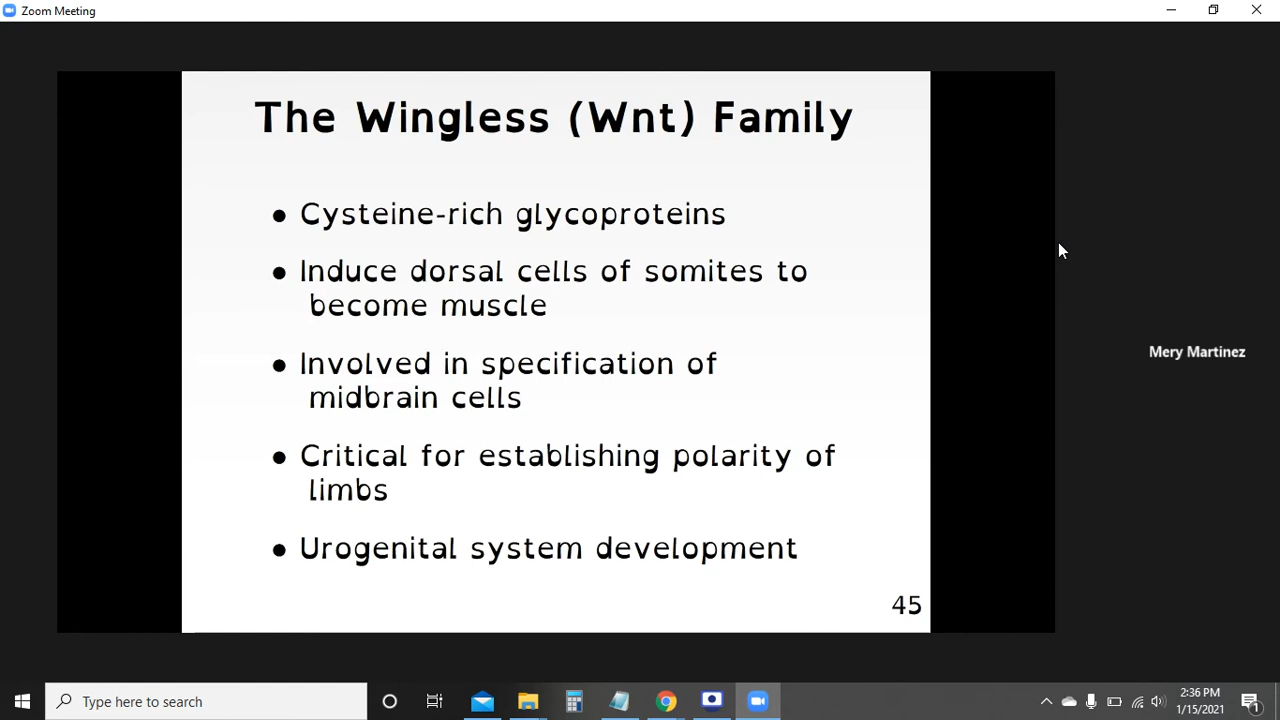 Zoom Meeting
The Wingless (Wnt) Family
● Cysteine-rich glycoproteins
● Induce dorsal cells of somites to
become muscle
● Involved in specification of
midbrain cells
● Critical for establishing polarity of
limbs
● Urogenital system development
45
Mery Martinez
Type here to search
2:36 PM
1/15/2021
1